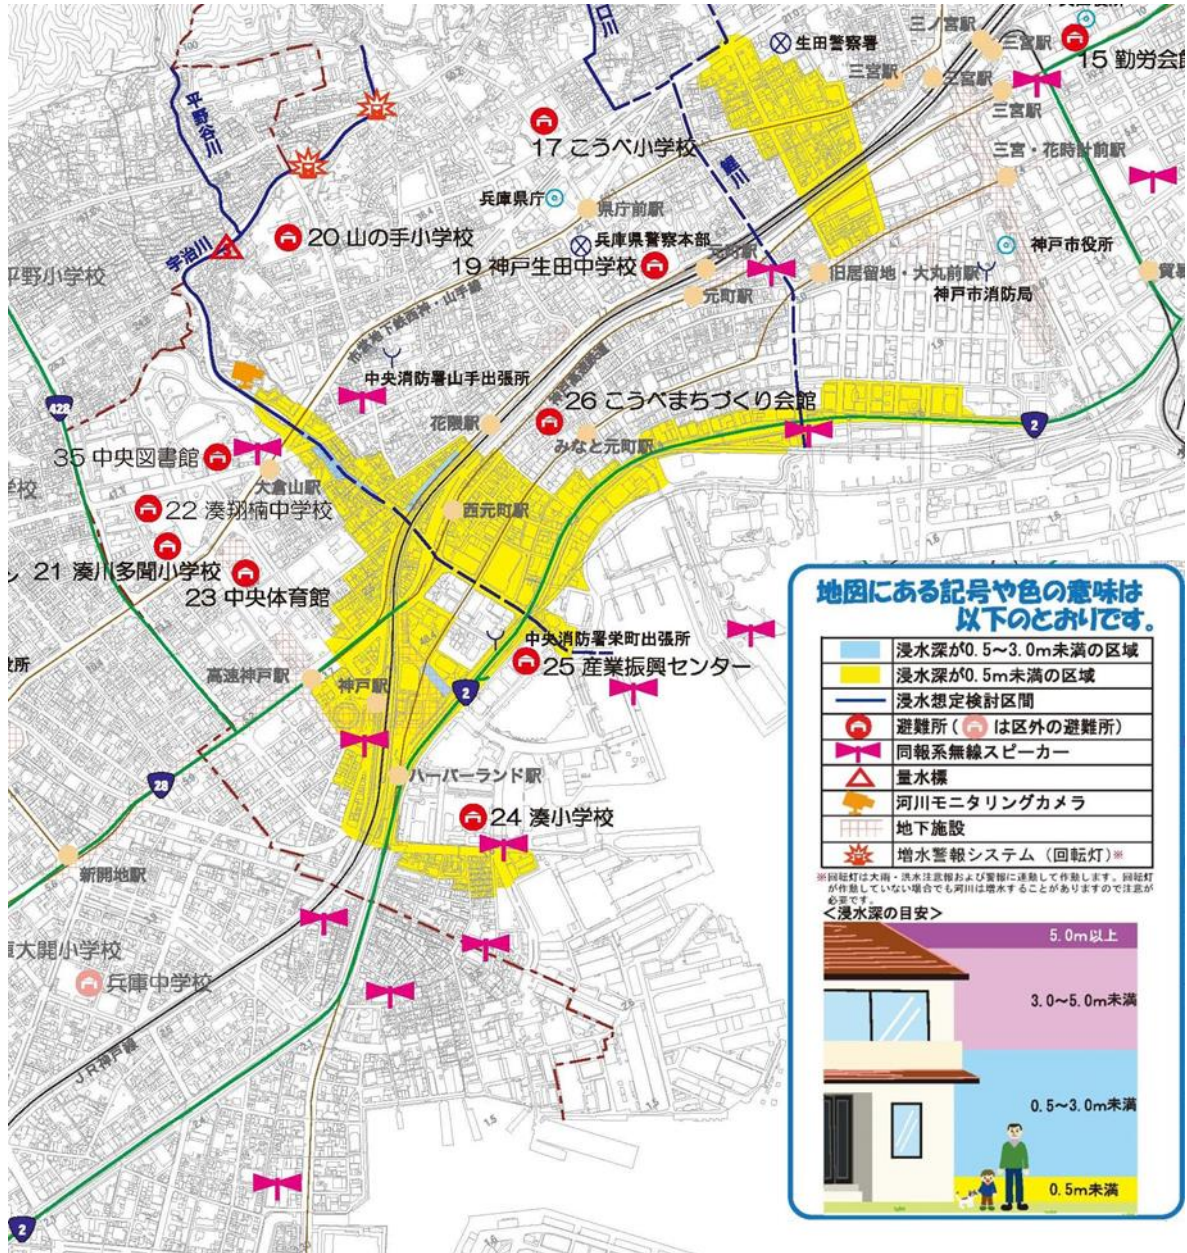 生田警察署
三ノ宮駅
三宮駅
15 勤労会館
三宮駅
三宮駅
三宮駅
平野谷川
17 こうべ小学校
鯉川
三宮・花時計前駅
兵庫県庁
県庁前駅
20 山の手小学校
宇治川
兵庫県警察本部
神戸市役所
平野小学校
19 神戸生田中学校
元町駅
旧居留地・大丸前駅
神戸市消防局
元町駅
市営地下鉄西神・山手線
神戸高速鉄道
中央消防署山手出張所
428
26 こうべまちづくり会館
花隈駅
みなと元町駅
2
35 中央図書館
大倉山駅
22 湊翔楠中学校
西元町駅
21 湊川多聞小学校
23 中央体育館
中央消防署栄町出張所
25 産業振興センター
高速神戸駅
神戸駅
2
28
ハーバーランド駅
24 湊小学校
新開地駅
大開小学校
兵庫中学校
JR神戸線
2
地図にある記号や色の意味は
以下のとおりです。
浸水深が0.5～3.0m未満の区域
浸水深が0.5m未満の区域
浸水想定検討区間
避難所( は区外の避難所)
同報系無線スピーカー
量水標
河川モニタリングカメラ
地下施設
増水警報システム（回転灯）※
※回転灯は大雨・洪水注意報および警報に連動して作動します。回転灯
が作動していない場合でも河川は増水することがありますので注意が
必要です。
＜浸水深の目安＞
5.0m以上
3.0～5.0m未満
0.5～3.0m未満
0.5m未満